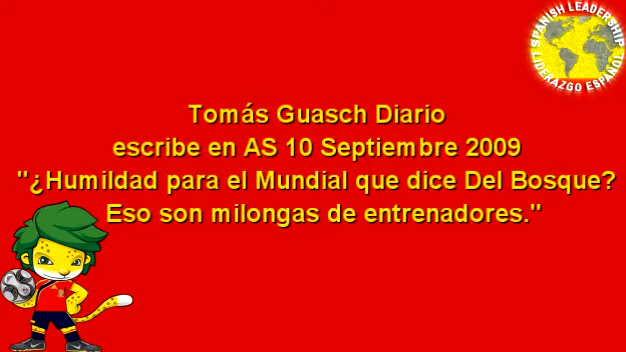 SPANISH LEADERSHIP
LIDERAZGO ESPAÑOL
Tomás Guasch Diario
escribe en AS 10 Septiembre 2009
"¿Humildad para el Mundial que dice Del Bosque?
Eso son milongas de entrenadores."